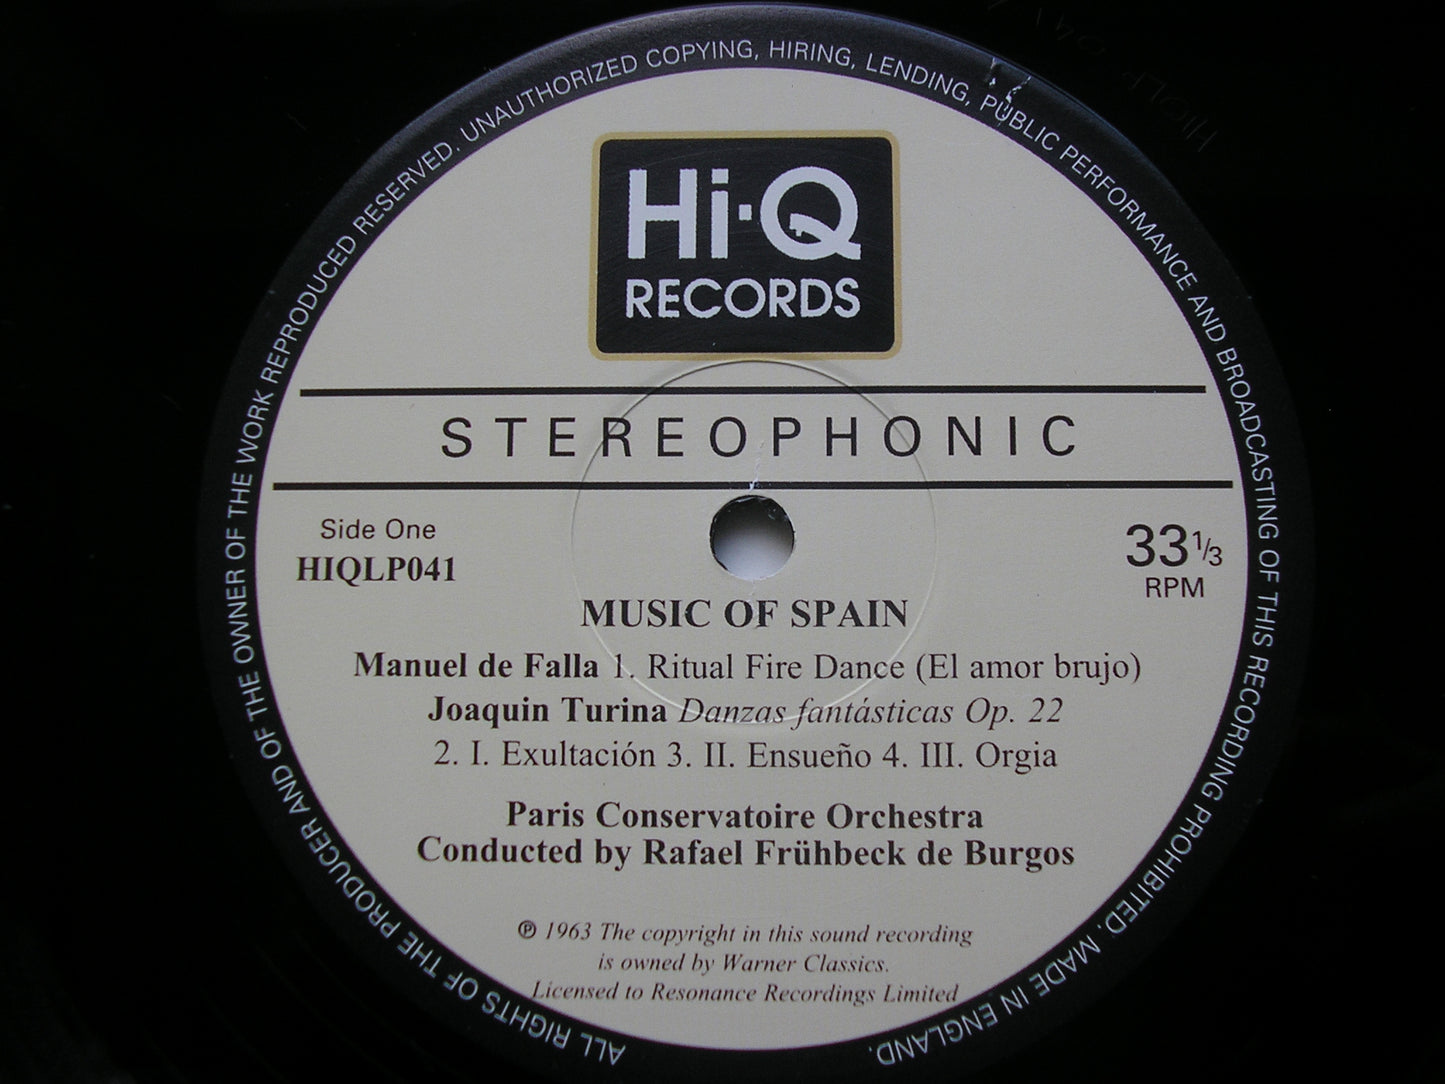 ALL RIGHTS OF THE PRODUCER AND OF THE OWNER OF THE WORK REPRODUCED RESERVED. UNAUTHORIZED COPYING, HIRING, LENDING, PUBLIC PERFORMANCE AND BROADCASTING OF THIS RECORDING PROHIBITED. MADE IN ENGLAND.
Hi-Q
RECORDS
STEREOPHONIC
Side One
HIQLP041
33 1/3
RPM
MUSIC OF SPAIN
Manuel de Falla 1. Ritual Fire Dance (El amor brujo)
Joaquin Turina Danzas fantásticas Op. 22
2. I. Exultación 3. II. Ensueño 4. III. Orgia
Paris Conservatoire Orchestra
Conducted by Rafael Frühbeck de Burgos
℗ 1963 The copyright in this sound recording
is owned by Warner Classics.
Licensed to Resonance Recordings Limited